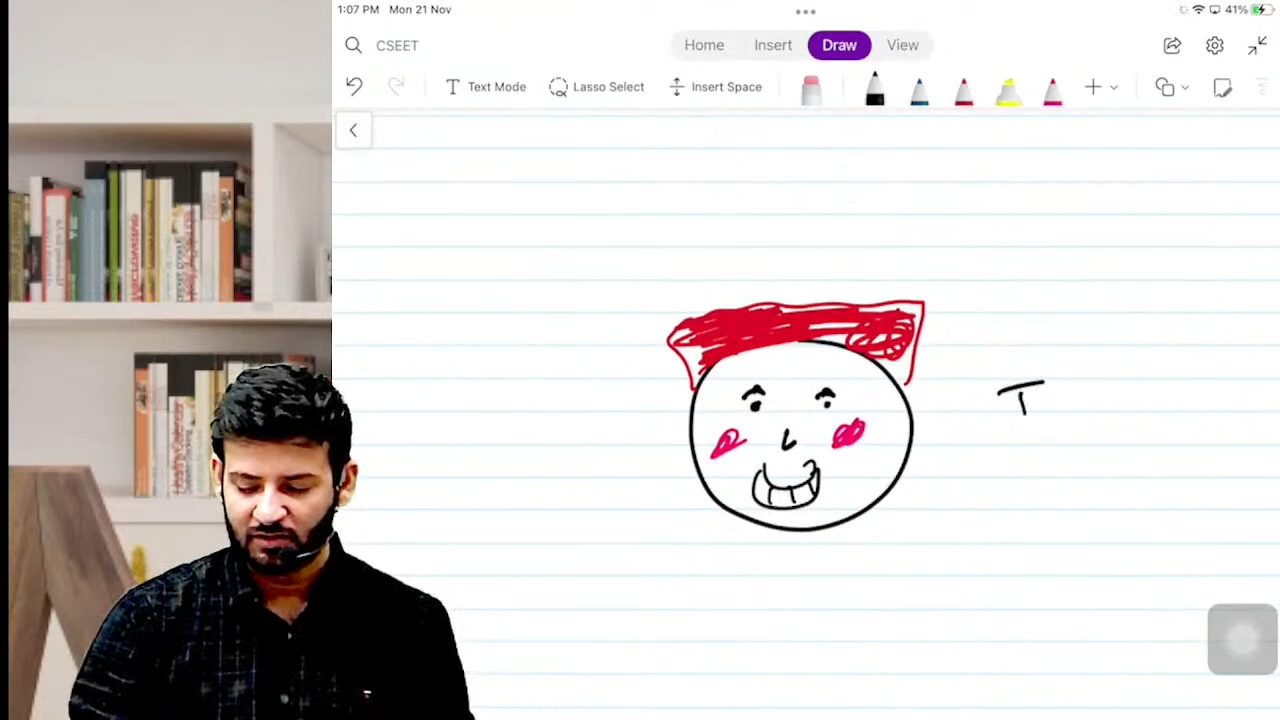 1:07 PM Mon 21 Nov
41%
CSEET
Home Insert Draw View
Text Mode Lasso Select Insert Space
T